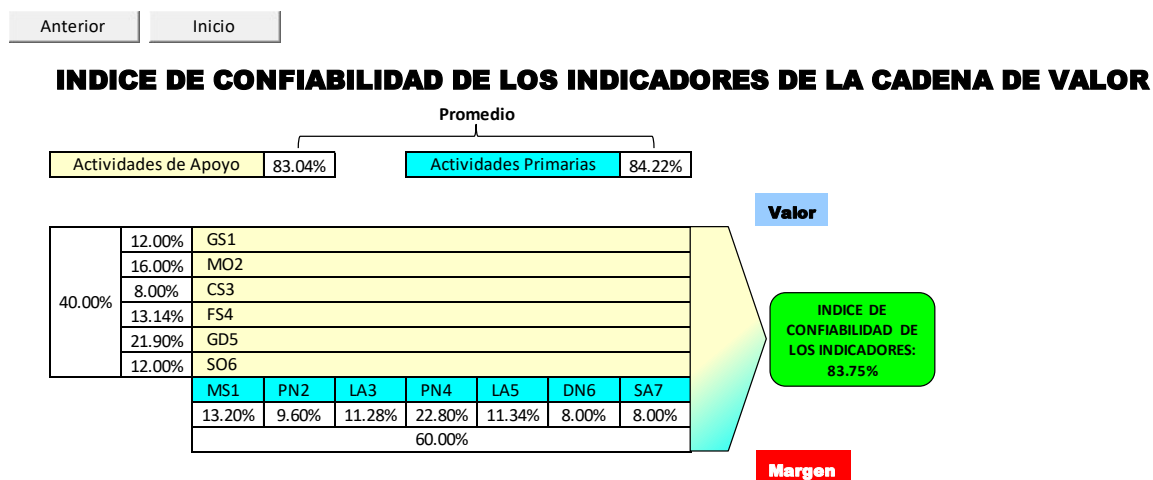 Anterior Inicio
INDICE DE CONFIABILIDAD DE LOS INDICADORES DE LA CADENA DE VALOR
Promedio
Actividades de Apoyo 83.04% Actividades Primarias 84.22%
Valor
40.00%
12.00% GS1
16.00% MO2
8.00% CS3
13.14% FS4
21.90% GD5
12.00% SO6
MS1 PN2 LA3 PN4 LA5 DN6 SA7
13.20% 9.60% 11.28% 22.80% 11.34% 8.00% 8.00%
60.00%
INDICE DE
CONFIABILIDAD DE
LOS INDICADORES:
83.75%
Margen